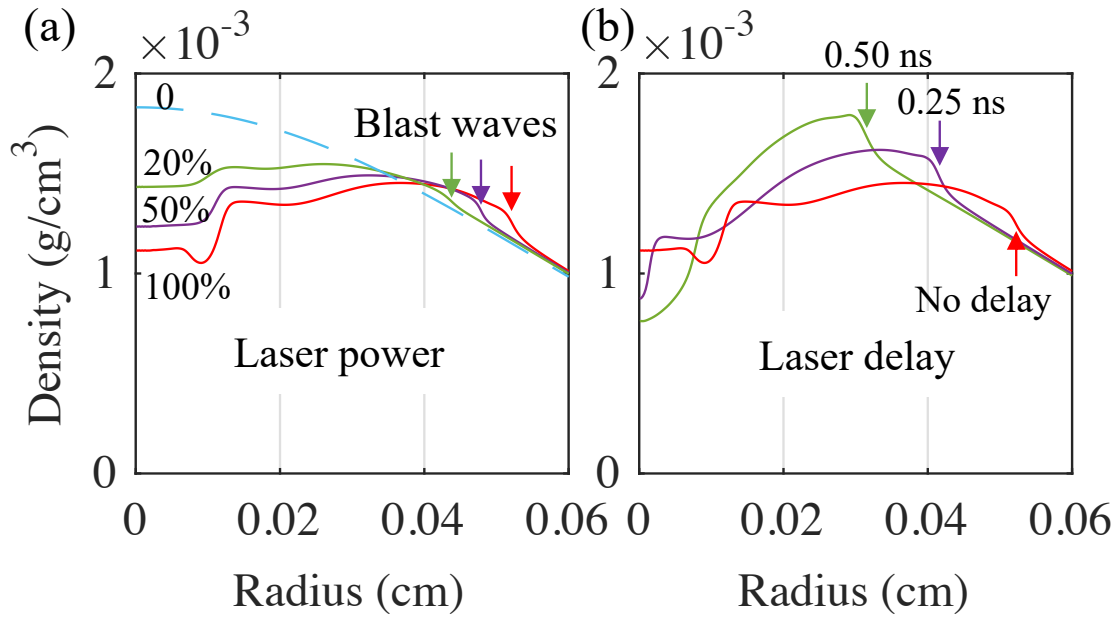 (a)
×10⁻³
2
1
0
Density (g/cm³)
0
20%
50%
100%
Blast waves
Laser power
0 0.02 0.04 0.06
Radius (cm)
(b)
×10⁻³
2
1
0
0.50 ns
0.25 ns
No delay
Laser delay
0 0.02 0.04 0.06
Radius (cm)